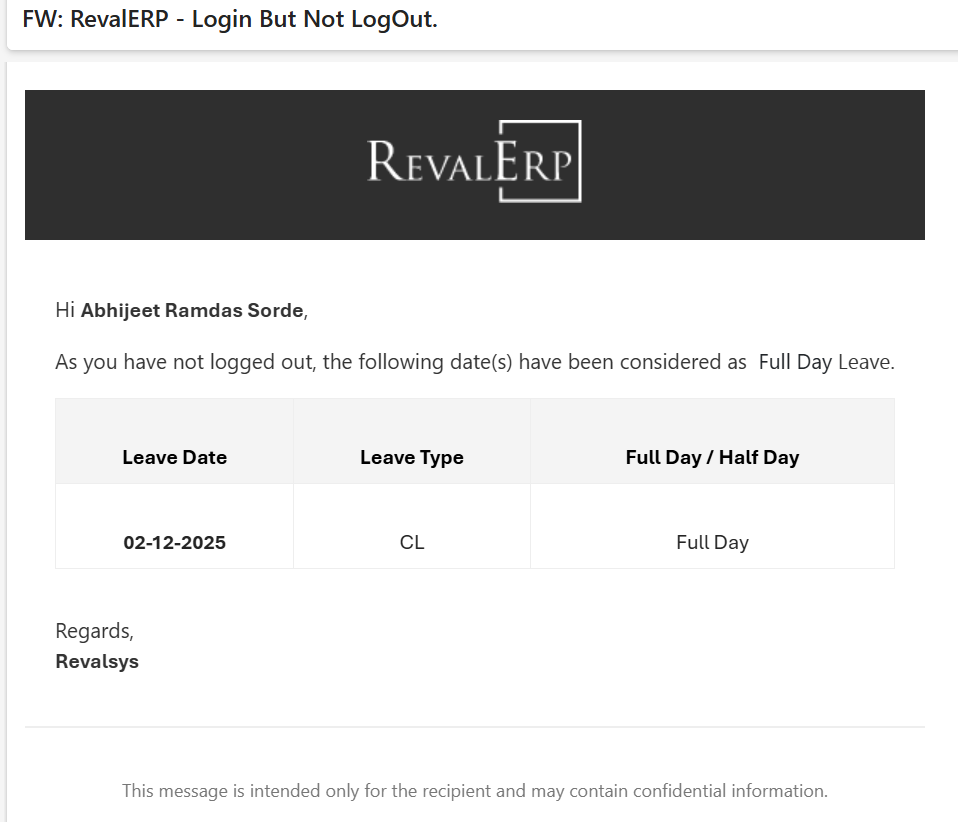 FW: RevalERP - Login But Not LogOut.
REVALERP
Hi Abhijeet Ramdas Sorde,
As you have not logged out, the following date(s) have been considered as  Full Day Leave.
Leave Date Leave Type Full Day / Half Day
02-12-2025 CL Full Day
Regards,
Revalsys
This message is intended only for the recipient and may contain confidential information.